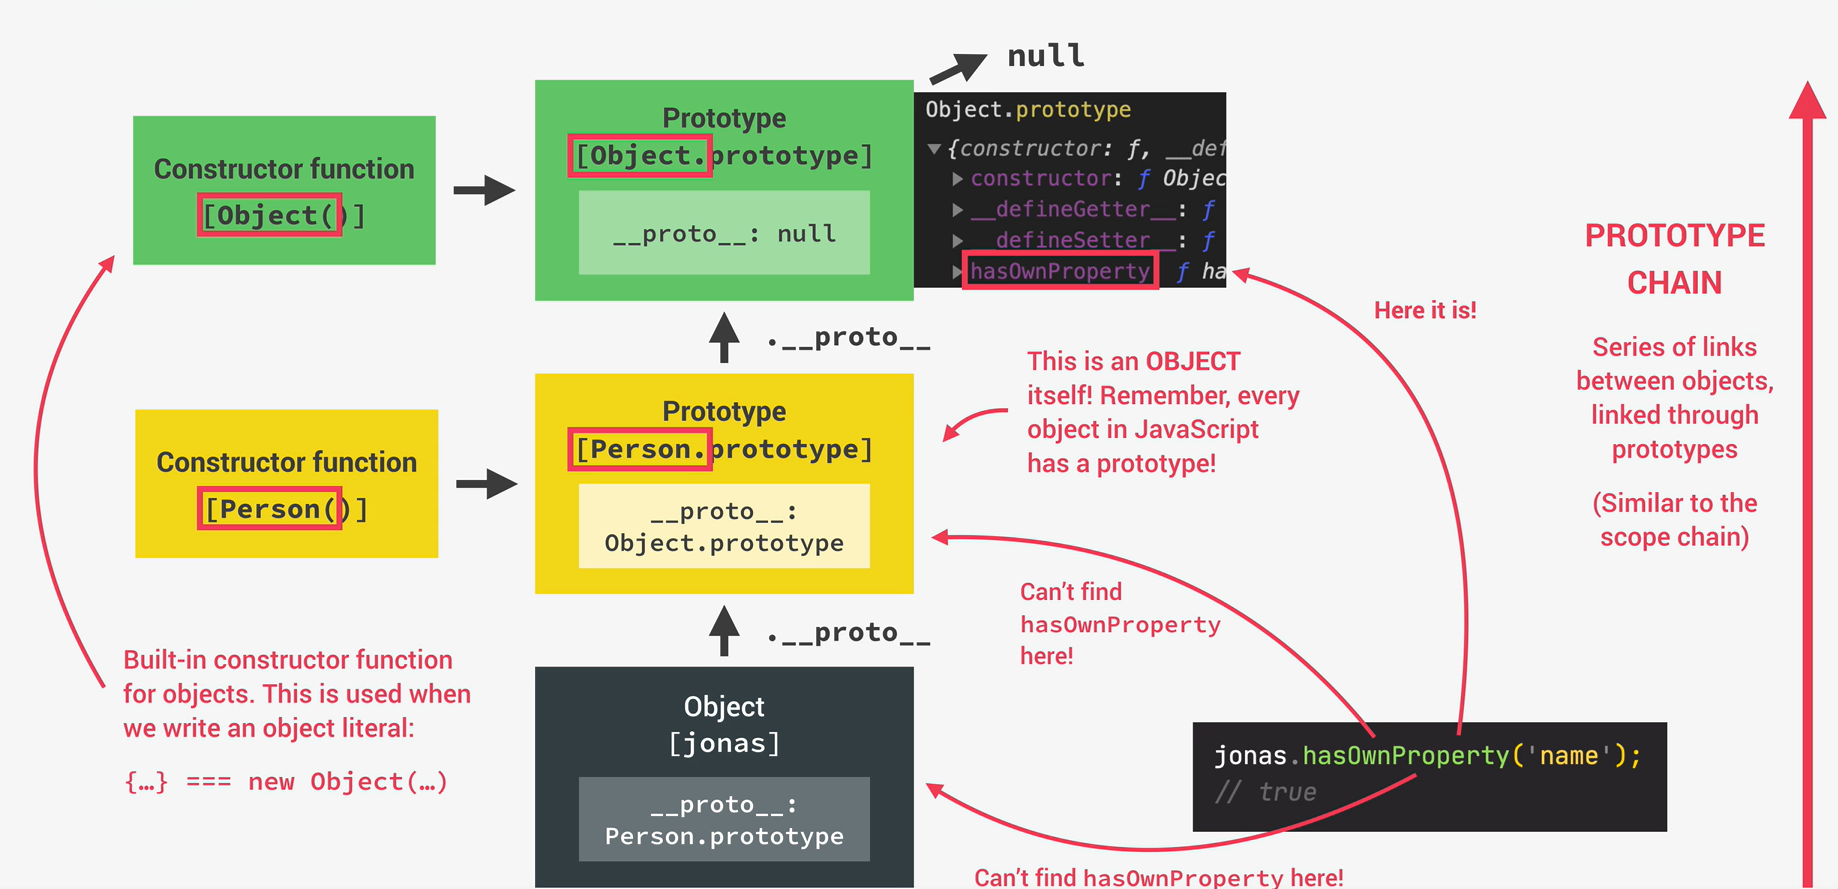 null
Constructor function
[Object()]
Prototype
[Object.prototype]
__proto__: null
Object.prototype
{constructor: ƒ, __def
constructor: ƒ Objec
__defineGetter__: ƒ
__defineSetter__: ƒ
hasOwnProperty ƒ ha
Here it is!
PROTOTYPE
CHAIN
Series of links
between objects,
linked through
prototypes
(Similar to the
scope chain)
.__proto__
This is an OBJECT
itself! Remember, every
object in JavaScript
has a prototype!
Constructor function
[Person()]
Prototype
[Person.prototype]
__proto__:
Object.prototype
Can't find
hasOwnProperty
here!
.__proto__
Built-in constructor function
for objects. This is used when
we write an object literal:
{…} === new Object(…)
Object
[jonas]
__proto__:
Person.prototype
jonas.hasOwnProperty('name');
// true
Can't find hasOwnProperty here!